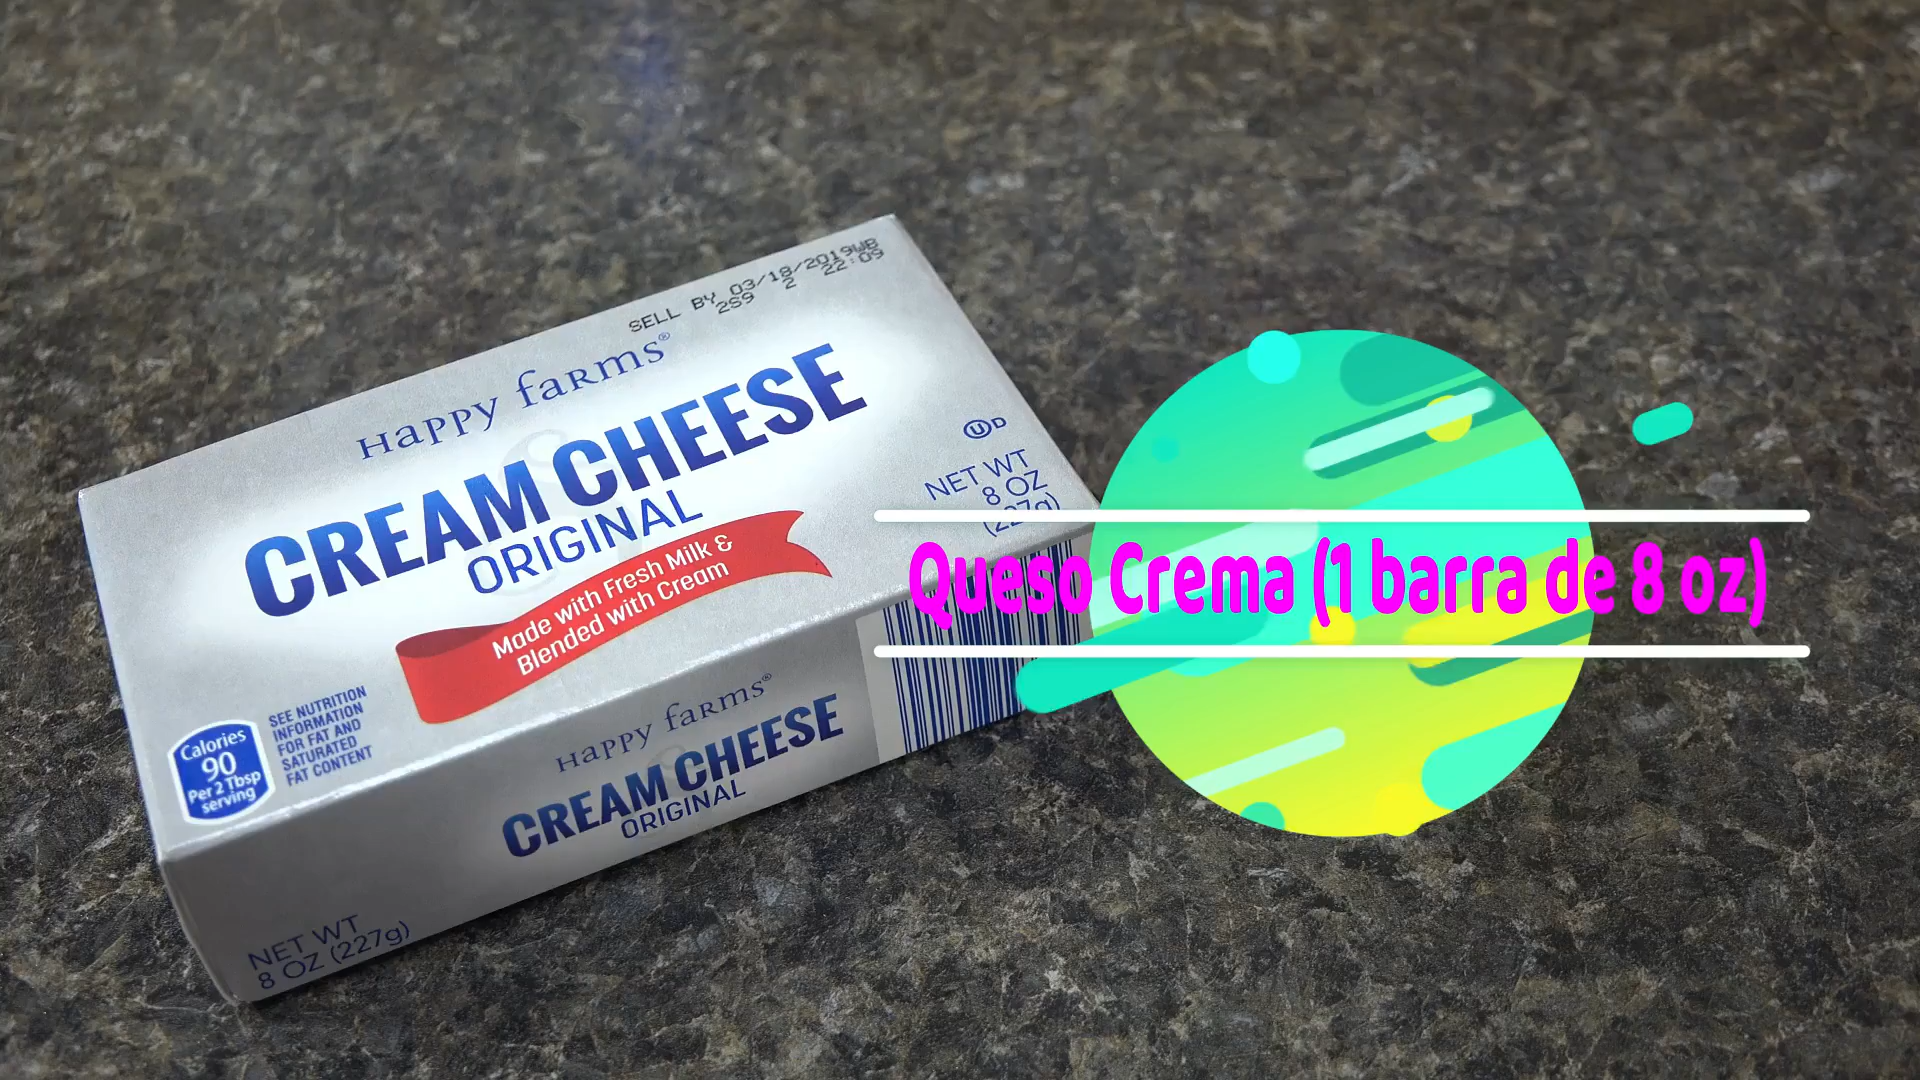 SELL BY 03/18/2019WB
2S9 2 22:09
Happy Farms®
CREAM CHEESE
ORIGINAL
Made with Fresh Milk &
Blended with Cream
UD
NET WT
8 OZ
(227g)
Calories
90
Per 2 Tbsp
serving
SEE NUTRITION
INFORMATION
FOR FAT AND
SATURATED
FAT CONTENT
Happy Farms®
CREAM CHEESE
ORIGINAL
NET WT
8 OZ (227g)
Queso Crema (1 barra de 8 oz)